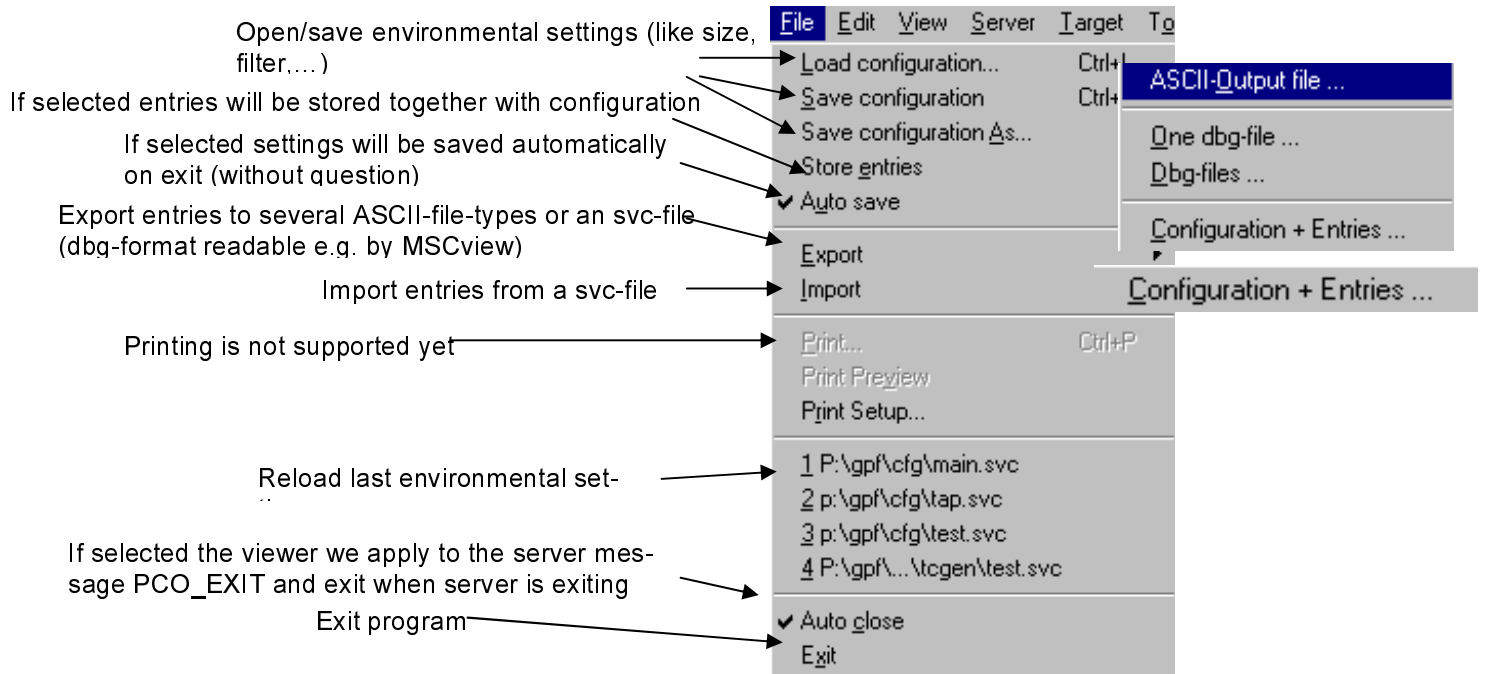 Open/save environmental settings (like size,
filter,…)
If selected entries will be stored together with configuration
If selected settings will be saved automatically
on exit (without question)
Export entries to several ASCII-file-types or an svc-file
(dbg-format readable e.g. by MSCview)
Import entries from a svc-file
Printing is not supported yet
Reload last environmental set-
If selected the viewer we apply to the server mes-
sage PCO_EXIT and exit when server is exiting
Exit program
File Edit View Server Target To
Load configuration... Ctrl+
Save configuration Ctrl+
Save configuration As...
Store entries
Auto save
Export
Import
Print... Ctrl+P
Print Preview
Print Setup...
1 P:\gpf\cfg\main.svc
2 p:\gpf\cfg\tap.svc
3 p:\gpf\cfg\test.svc
4 P:\gpf\...\tcgen\test.svc
Auto close
Exit
ASCII-Output file ...
One dbg-file ...
Dbg-files ...
Configuration + Entries ...
Configuration + Entries ...